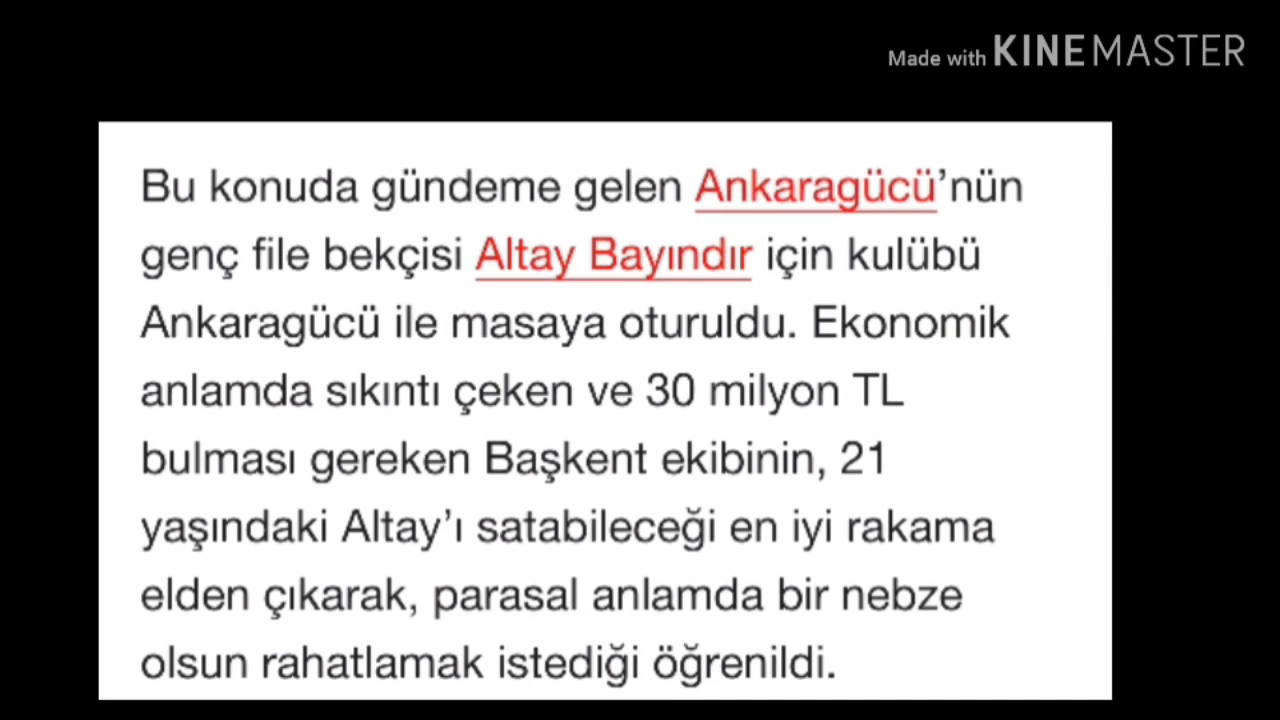 Made with KINEMASTER
Bu konuda gündeme gelen Ankaragücü’nün
genç file bekçisi Altay Bayındır için kulübü
Ankaragücü ile masaya oturuldu. Ekonomik
anlamda sıkıntı çeken ve 30 milyon TL
bulması gereken Başkent ekibinin, 21
yaşındaki Altay’ı satabileceği en iyi rakama
elden çıkarak, parasal anlamda bir nebze
olsun rahatlamak istediği öğrenildi.